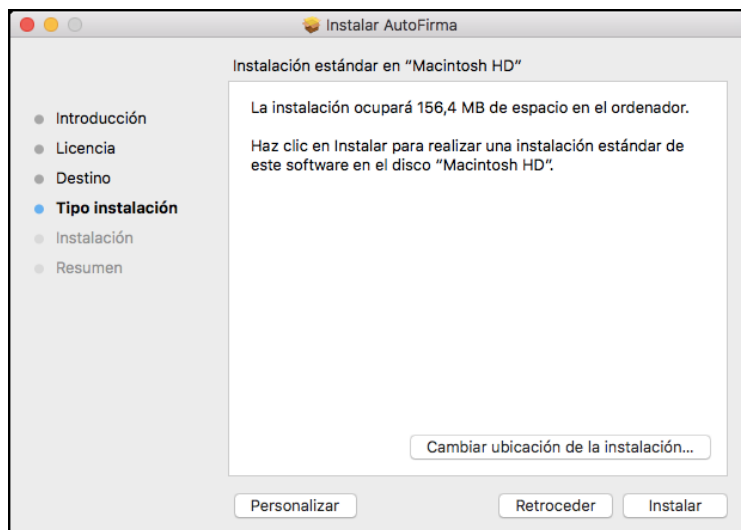 Instalar AutoFirma
Instalación estándar en “Macintosh HD”
Introducción
Licencia
Destino
Tipo instalación
Instalación
Resumen
La instalación ocupará 156,4 MB de espacio en el ordenador.
Haz clic en Instalar para realizar una instalación estándar de
este software en el disco “Macintosh HD”.
Cambiar ubicación de la instalación...
Personalizar
Retroceder
Instalar